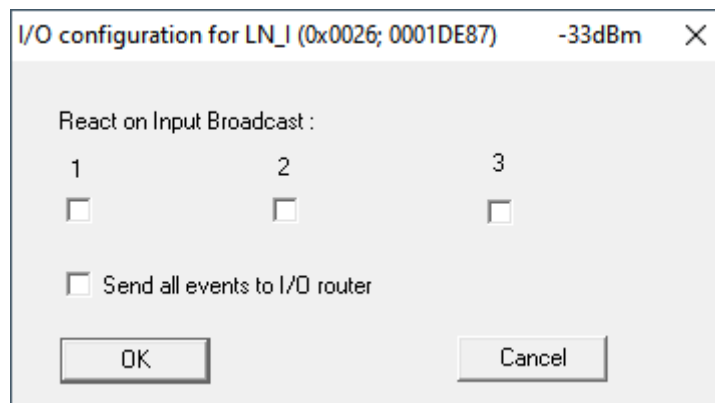 I/O configuration for LN_I (0x0026; 0001DE87) -33dBm
React on Input Broadcast :
1 2 3
Send all events to I/O router
OK Cancel